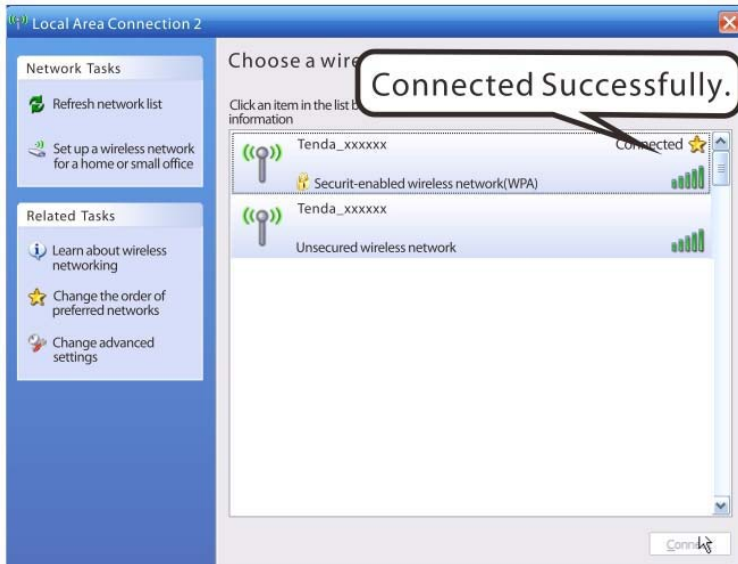 Local Area Connection 2
Network Tasks
Refresh network list
Set up a wireless network
for a home or small office
Related Tasks
Learn about wireless
networking
Change the order of
preferred networks
Change advanced
settings
Choose a wire
Connected Successfully.
Click an item in the list b
information
Tenda_xxxxxx
Connected
Securit-enabled wireless network(WPA)
Tenda_xxxxxx
Unsecured wireless network